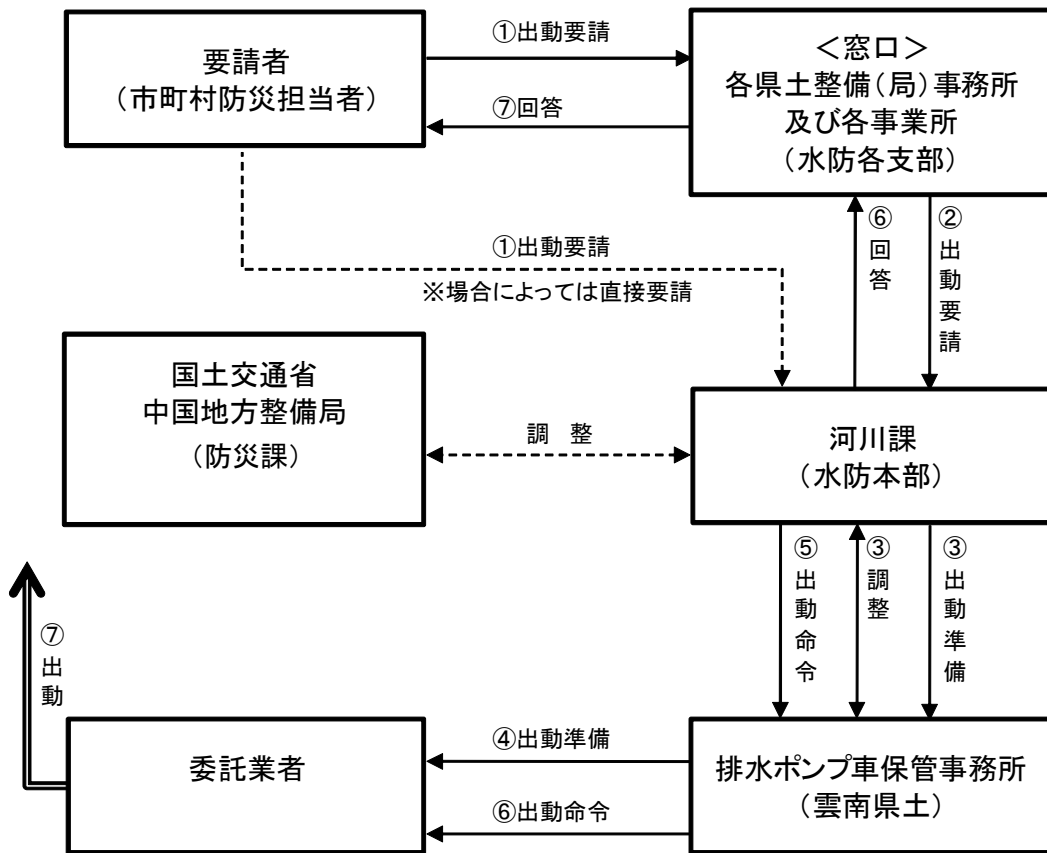 要請者
（市町村防災担当者）
①出動要請
⑦回答
＜窓口＞
各県土整備（局）事務所
及び各事業所
（水防各支部）
①出動要請
※場合によっては直接要請
⑥回答
②出動要請
国土交通省
中国地方整備局
（防災課）
調　整
河川課
（水防本部）
⑤出動命令
③調整
③出動準備
⑦出動
委託業者
④出動準備
⑥出動命令
排水ポンプ車保管事務所
（雲南県土）